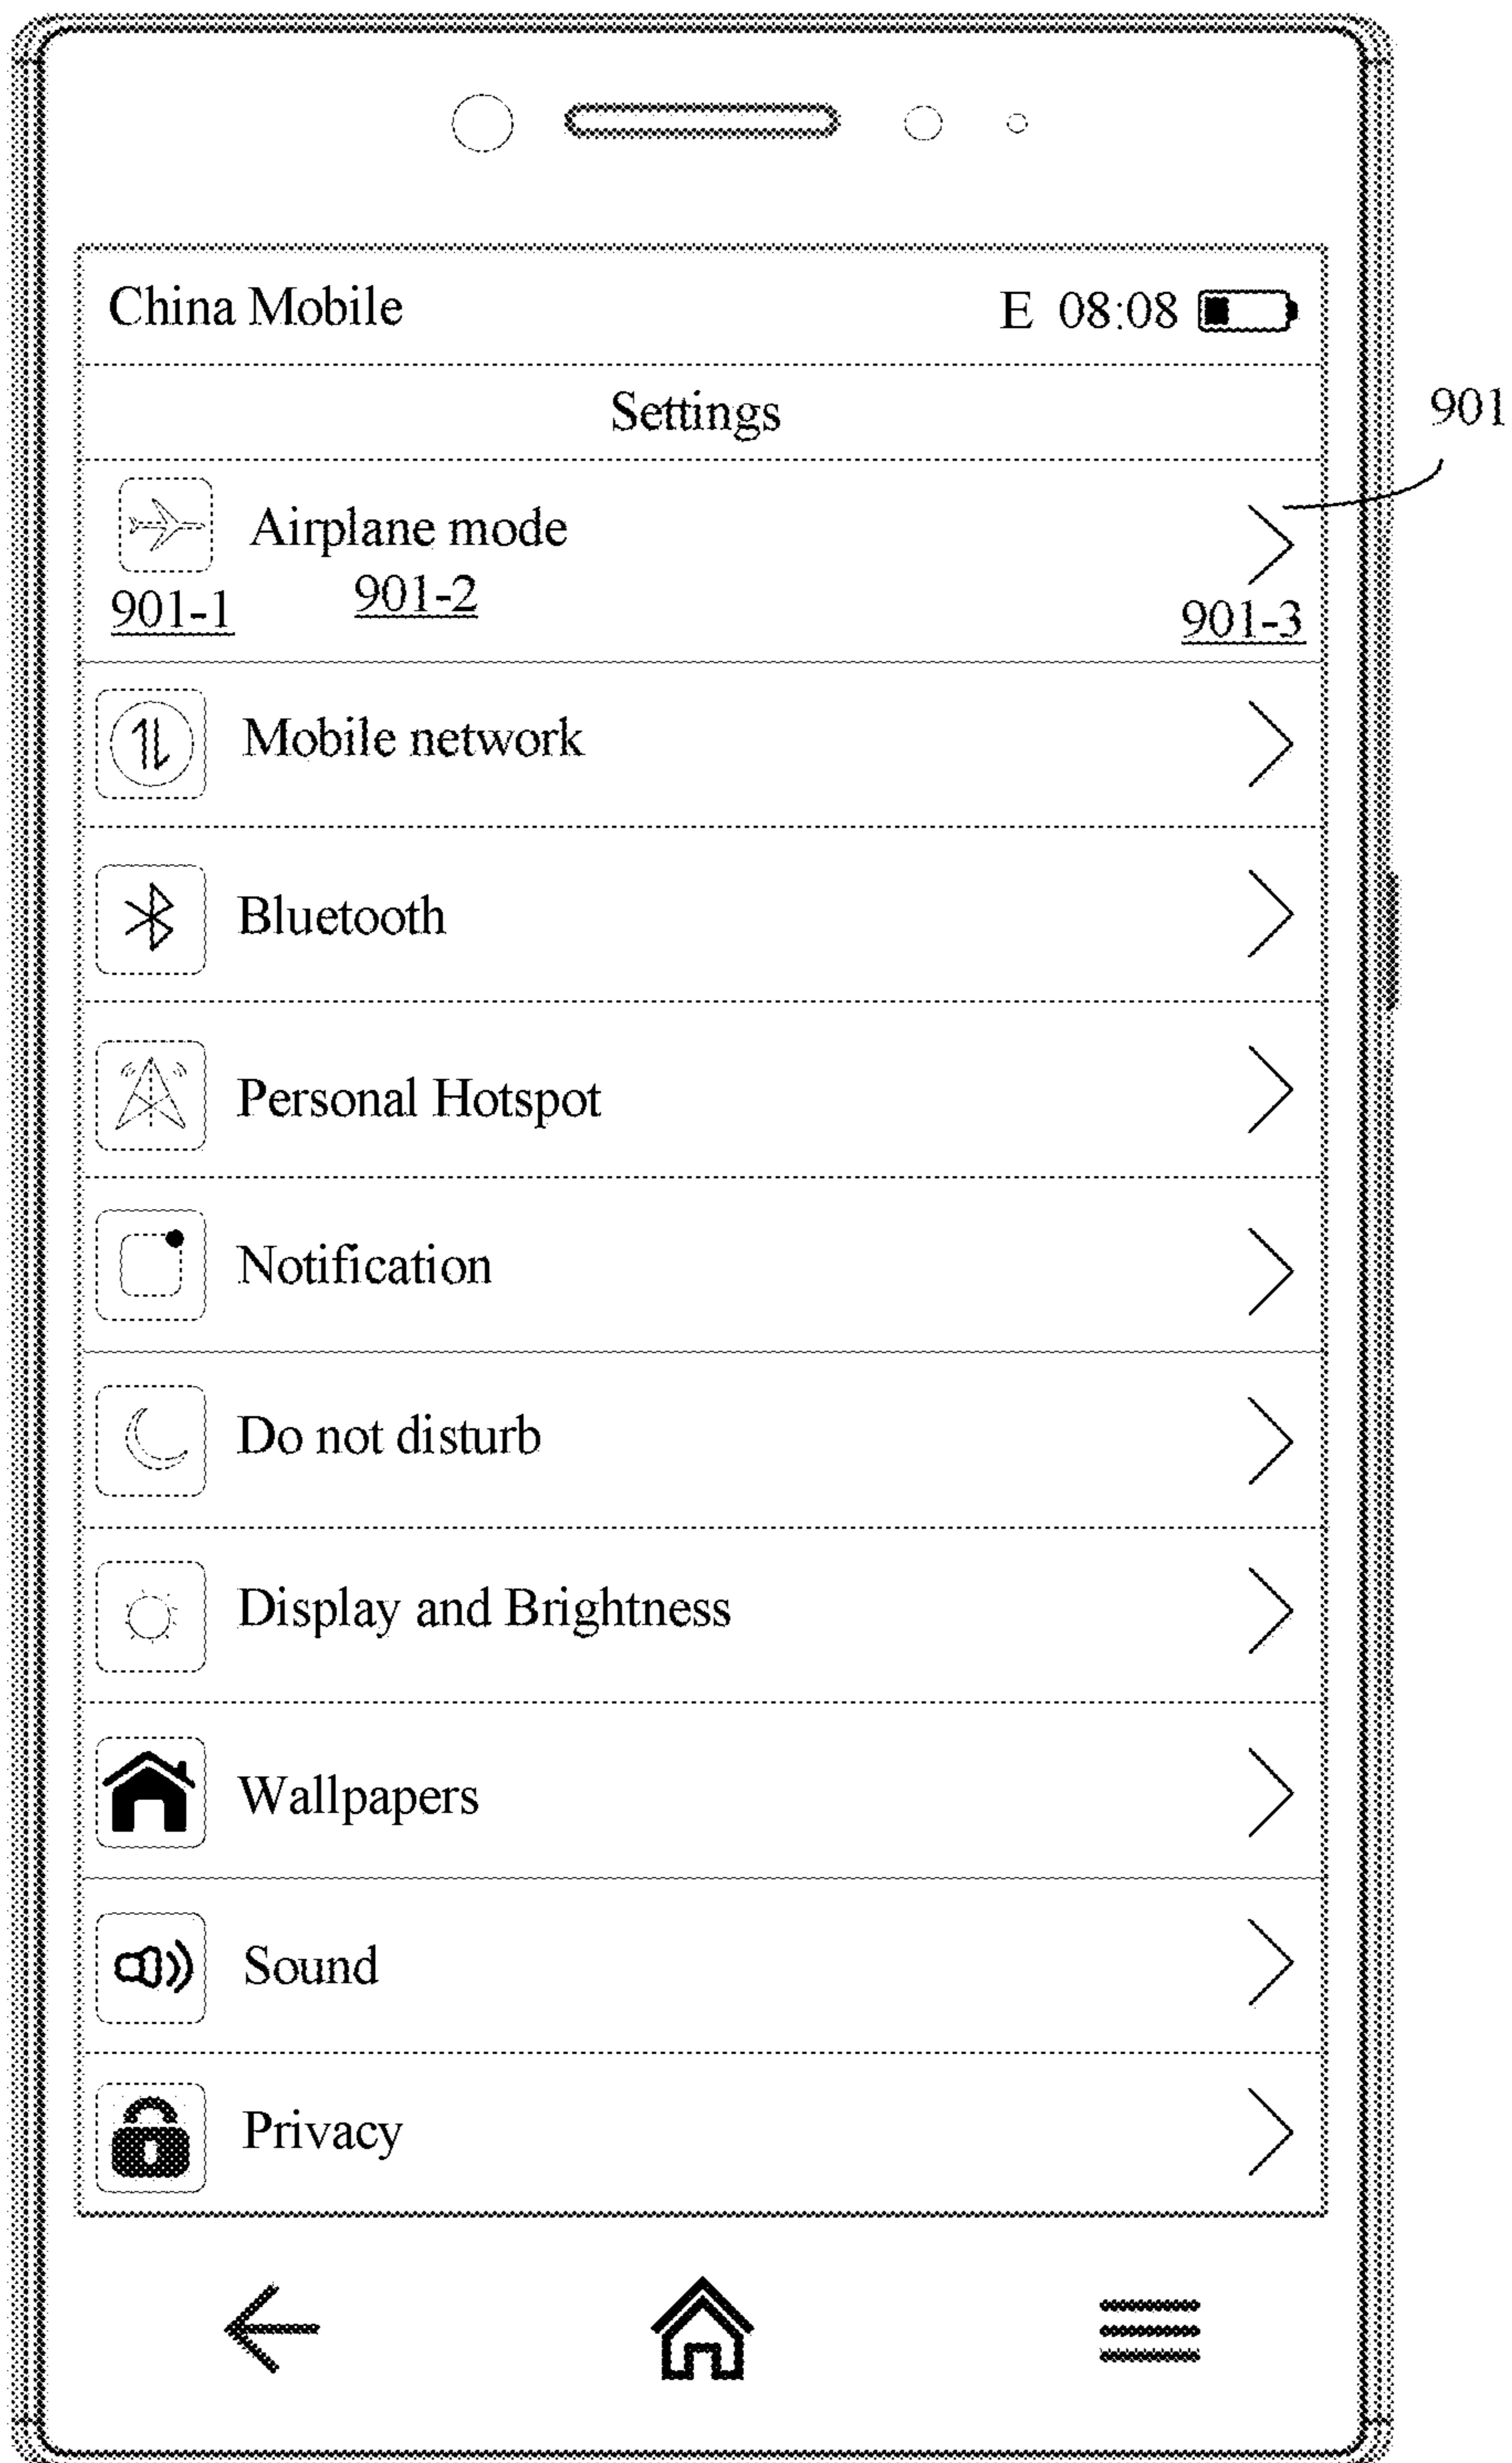 China Mobile E 08:08
Settings
901
Airplane mode
901-1 901-2 901-3
Mobile network
Bluetooth
Personal Hotspot
Notification
Do not disturb
Display and Brightness
Wallpapers
Sound
Privacy